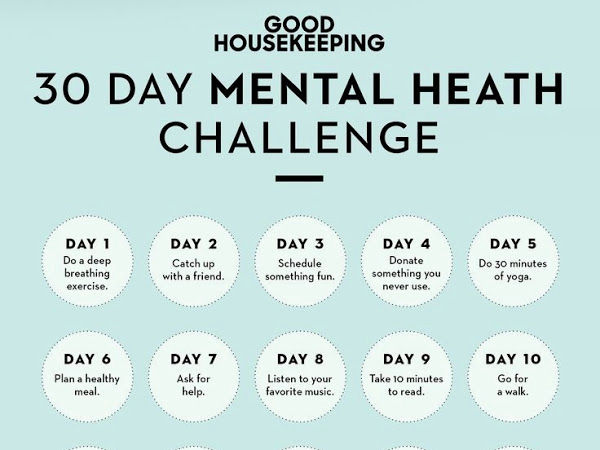 GOOD
HOUSEKEEPING
30 DAY MENTAL HEATH
CHALLENGE
DAY 1
Do a deep
breathing
exercise.
DAY 2
Catch up
with a friend.
DAY 3
Schedule
something fun.
DAY 4
Donate
something you
never use.
DAY 5
Do 30 minutes
of yoga.
DAY 6
Plan a healthy
meal.
DAY 7
Ask for
help.
DAY 8
Listen to your
favorite music.
DAY 9
Take 10 minutes
to read.
DAY 10
Go for
a walk.